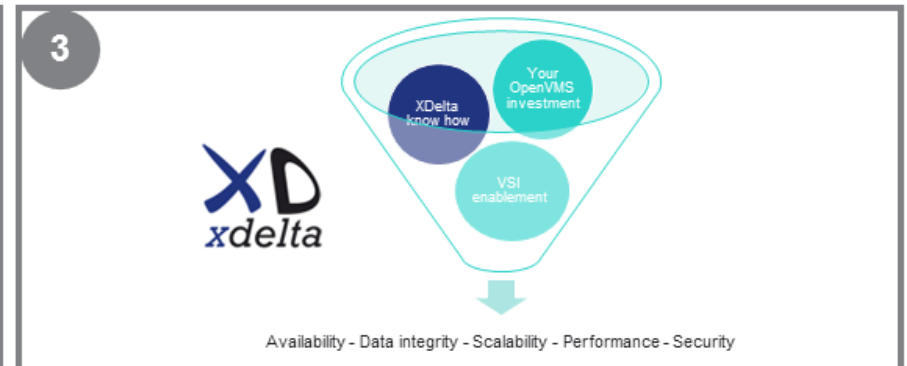 3
Your
OpenVMS
investment
XDelta
know how
VSI
enablement
XD
xdelta
Availability - Data integrity - Scalability - Performance - Security